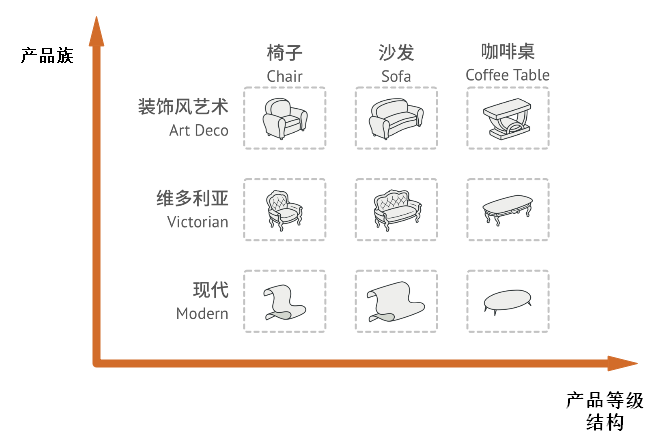 产品族
椅子
Chair
沙发
Sofa
咖啡桌
Coffee Table
装饰风艺术
Art Deco
维多利亚
Victorian
现代
Modern
产品等级
结构